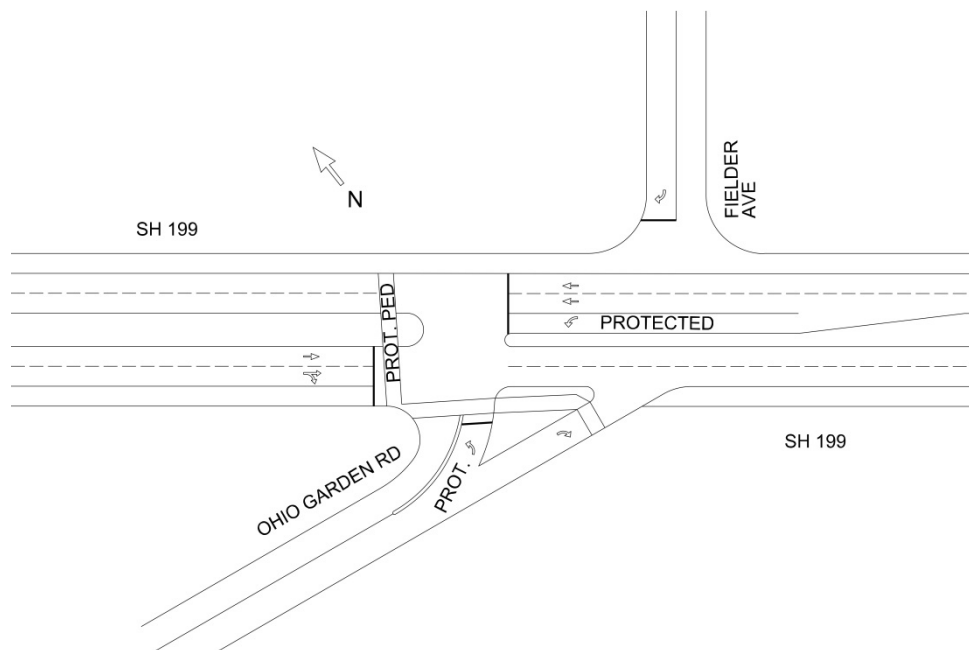 FIELDER
AVE
N
SH 199
PROT. PED
PROTECTED
SH 199
OHIO GARDEN RD
PROT.